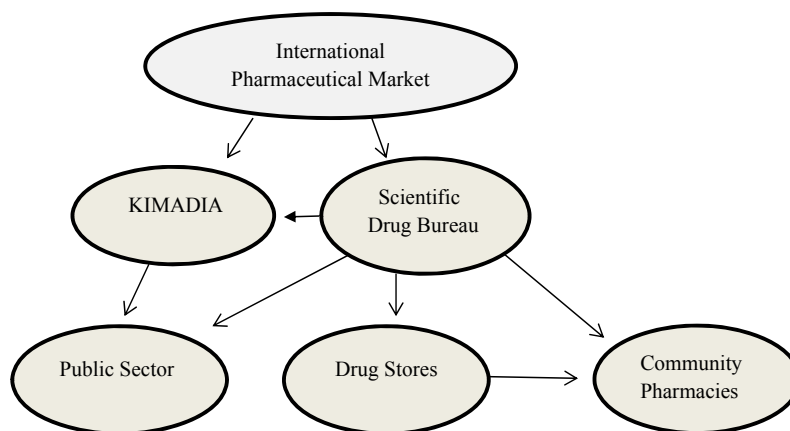 International
Pharmaceutical Market
KIMADIA
Scientific
Drug Bureau
Public Sector
Drug Stores
Community
Pharmacies